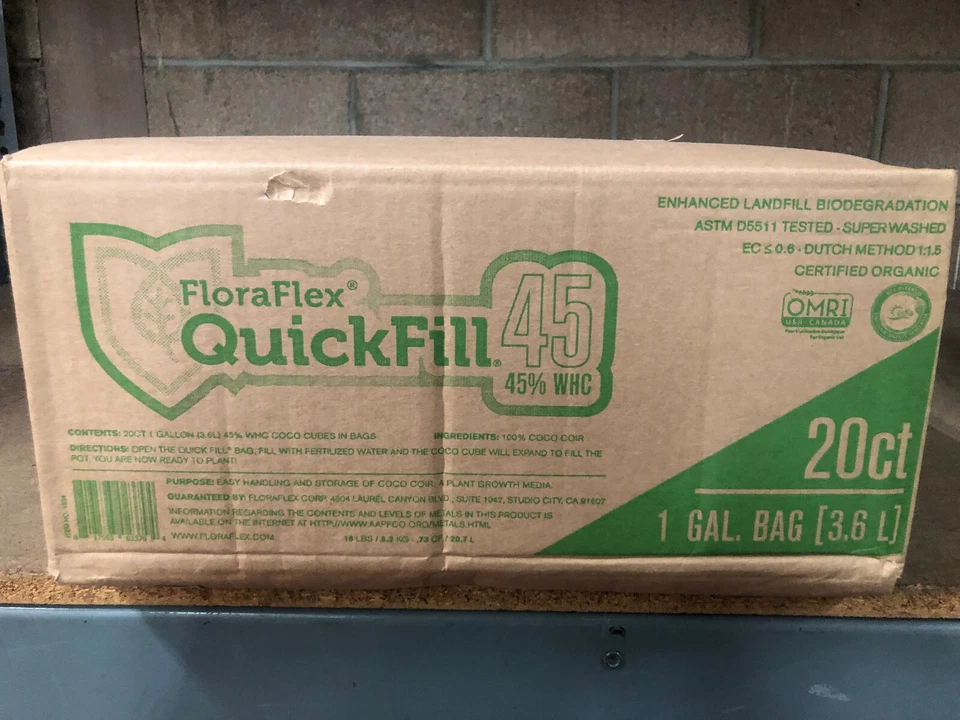 ENHANCED LANDFILL BIODEGRADATION
ASTM D5511 TESTED - SUPER WASHED
EC ≤ 0.6 - DUTCH METHOD 1:1.5
CERTIFIED ORGANIC
OMRI
US & CANADA
FloraFlex®
QuickFill®
45
45% WHC
CONTENTS: 20CT 1 GALLON (3.6L) 45% WHC COCO CUBES IN BAGS
INGREDIENTS: 100% COCO COIR
DIRECTIONS: OPEN THE QUICK FILL® BAG, FILL WITH FERTILIZED WATER AND THE COCO CUBE WILL EXPAND TO FILL THE
POT. YOU ARE NOW READY TO PLANT!
PURPOSE: EASY HANDLING AND STORAGE OF COCO COIR, A PLANT GROWTH MEDIA.
GUARANTEED BY: FLORAFLEX CORP. 4804 LAUREL CANYON BLVD., SUITE 1047, STUDIO CITY, CA 91607
INFORMATION REGARDING THE CONTENTS AND LEVELS OF METALS IN THIS PRODUCT IS
AVAILABLE ON THE INTERNET AT HTTP://WWW.AAPFCO.ORG/METALS.HTML
WWW.FLORAFLEX.COM
ITEM NO.
20ct
1 GAL. BAG [3.6 L]